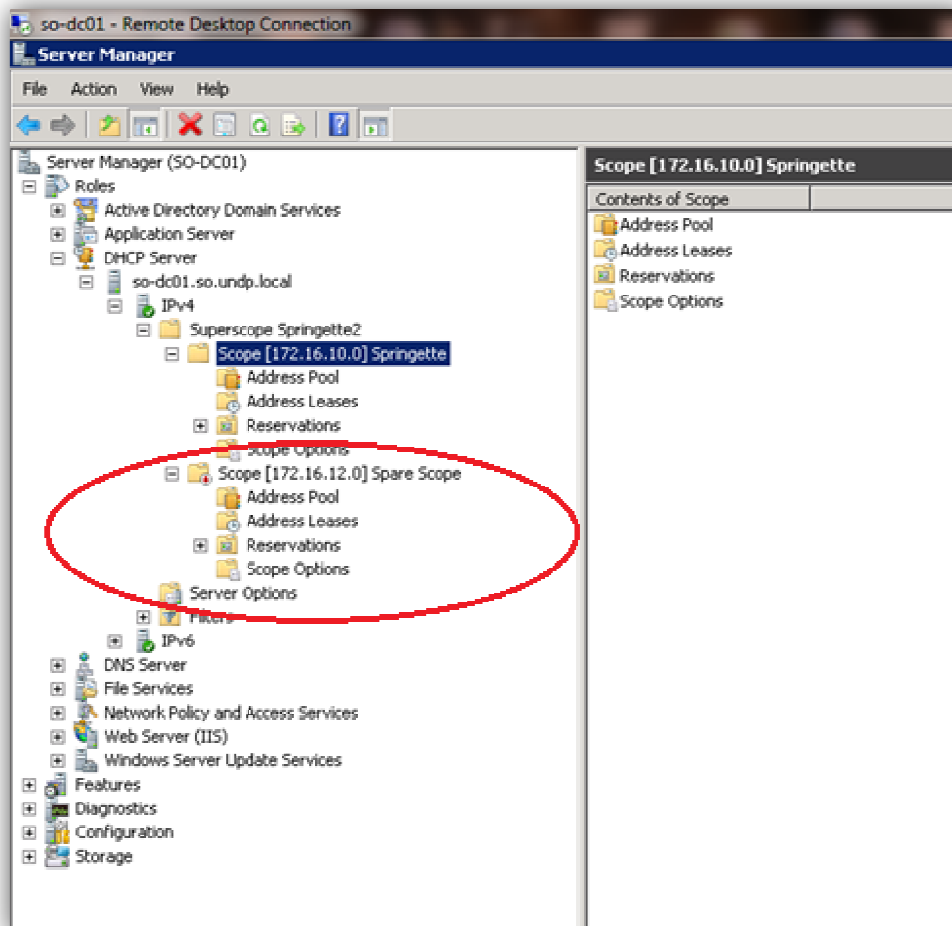 so-dc01 - Remote Desktop Connection
Server Manager
File Action View Help
Server Manager (SO-DC01)
Roles
Active Directory Domain Services
Application Server
DHCP Server
so-dc01.so.undp.local
IPv4
Superscope Springette2
Scope [172.16.10.0] Springette
Address Pool
Address Leases
Reservations
Scope Options
Scope [172.16.12.0] Spare Scope
Address Pool
Address Leases
Reservations
Scope Options
Server Options
Filters
IPv6
DNS Server
File Services
Network Policy and Access Services
Web Server (IIS)
Windows Server Update Services
Features
Diagnostics
Configuration
Storage
Scope [172.16.10.0] Springette
Contents of Scope
Address Pool
Address Leases
Reservations
Scope Options